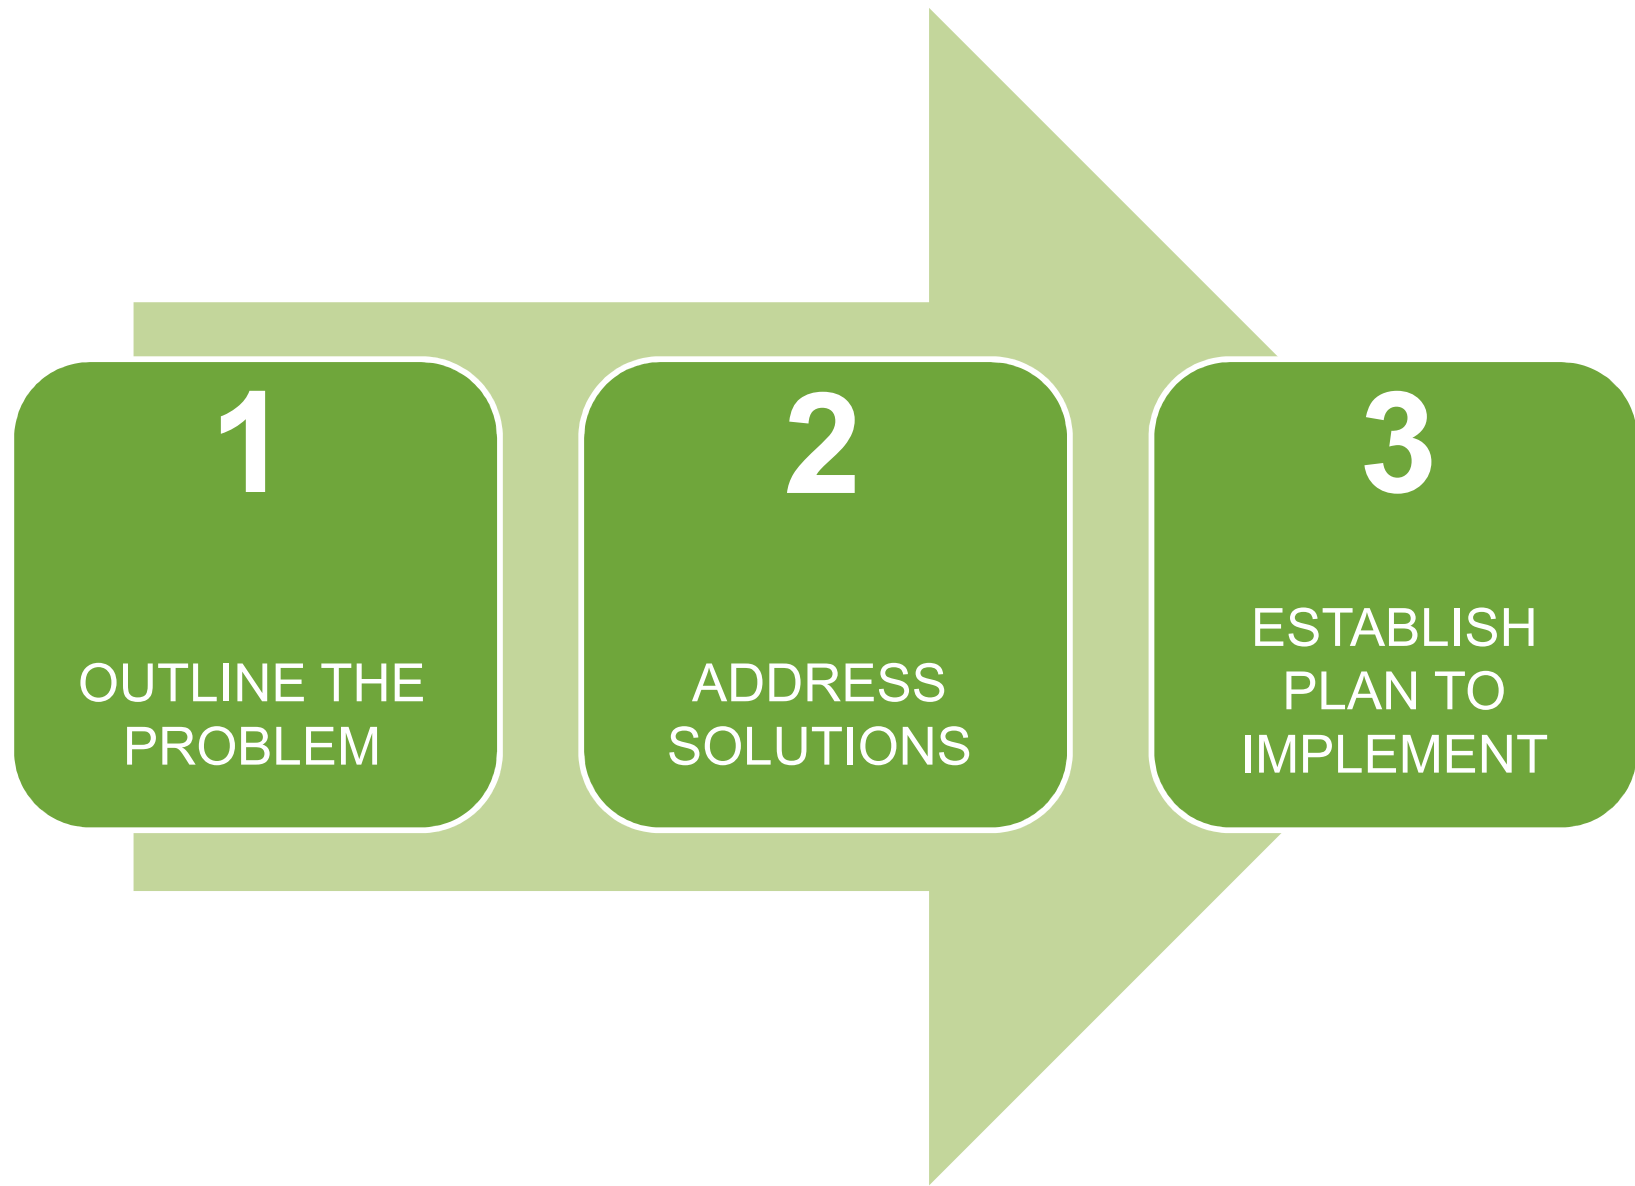 1
OUTLINE THE
PROBLEM
2
ADDRESS
SOLUTIONS
3
ESTABLISH
PLAN TO
IMPLEMENT